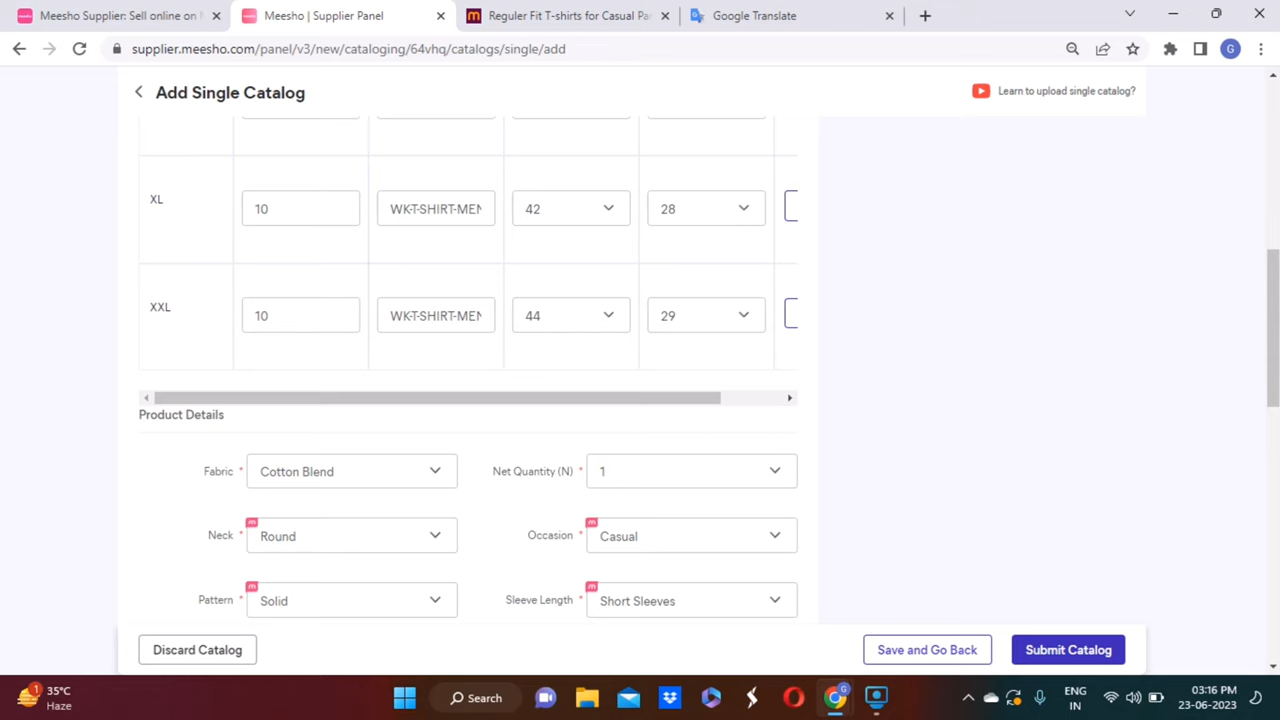 Meesho Supplier: Sell online on
Meesho | Supplier Panel
Reguler Fit T-shirts for Casual Pa
Google Translate
supplier.meesho.com/panel/v3/new/cataloging/64vhq/catalogs/single/add
G
Add Single Catalog
Learn to upload single catalog?
XL
10
WK-T-SHIRT-MEN
42
28
XXL
10
WK-T-SHIRT-MEN
44
29
Product Details
Fabric *
Cotton Blend
Net Quantity (N) *
1
Neck *
Round
Occasion *
Casual
Pattern *
Solid
Sleeve Length *
Short Sleeves
Discard Catalog
Save and Go Back
Submit Catalog
1
35°C
Haze
Search
G
ENG
IN
03:16 PM
23-06-2023